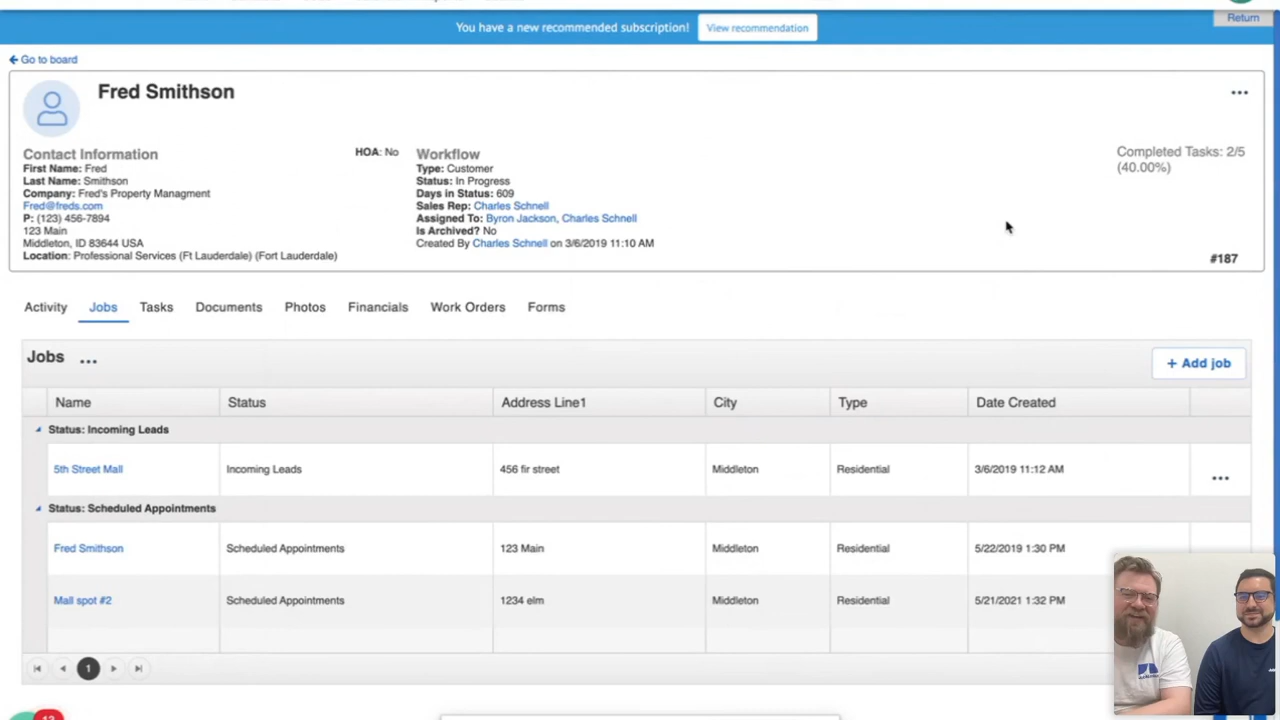 You have a new recommended subscription! View recommendation
Return
Go to board
Fred Smithson
...
Contact Information
First Name: Fred
Last Name: Smithson
Company: Fred's Property Managment
Fred@freds.com
P: (123) 456-7894
123 Main
Middleton, ID 83644 USA
Location: Professional Services (Ft Lauderdale) (Fort Lauderdale)
HOA: No
Workflow
Type: Customer
Status: In Progress
Days in Status: 609
Sales Rep: Charles Schnell
Assigned To: Byron Jackson, Charles Schnell
Is Archived? No
Created By Charles Schnell on 3/6/2019 11:10 AM
Completed Tasks: 2/5
(40.00%)
#187
Activity Jobs Tasks Documents Photos Financials Work Orders Forms
Jobs ...
+ Add job
Name Status Address Line1 City Type Date Created
Status: Incoming Leads
5th Street Mall Incoming Leads 456 fir street Middleton Residential 3/6/2019 11:12 AM ...
Status: Scheduled Appointments
Fred Smithson Scheduled Appointments 123 Main Middleton Residential 5/22/2019 1:30 PM
Mall spot #2 Scheduled Appointments 1234 elm Middleton Residential 5/21/2021 1:32 PM
1